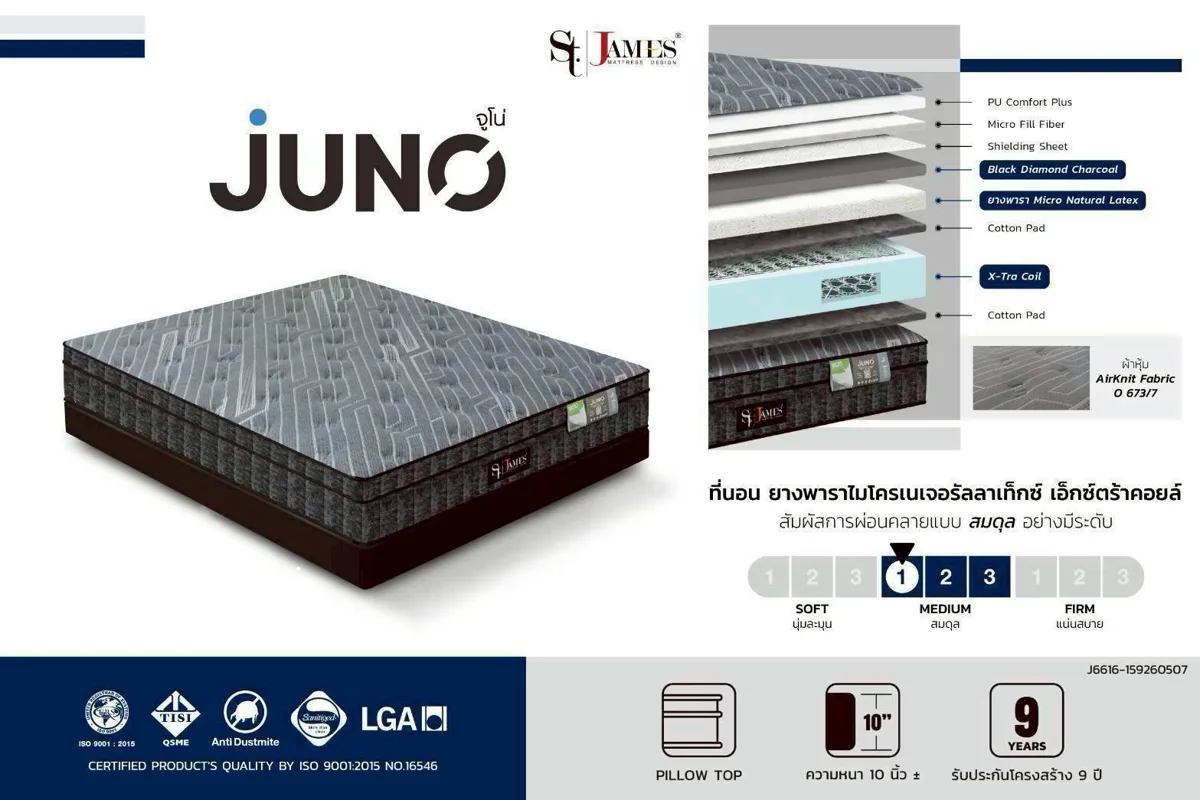 St. JAMES®
MATTRESS DESIGN
จูโน่
JUNO
PU Comfort Plus
Micro Fill Fiber
Shielding Sheet
Black Diamond Charcoal
ยางพารา Micro Natural Latex
Cotton Pad
X-Tra Coil
Cotton Pad
ผ้าหุ้ม
AirKnit Fabric
O 673/7
JUNO
St. JAMES
JUNO
St. JAMES
ที่นอน ยางพาราไมโครเนเจอรัลลาเท็กซ์ เอ็กซ์ตร้าคอยล์
สัมผัสการผ่อนคลายแบบ สมดุล อย่างมีระดับ
1 2 3 1 2 3 1 2 3
SOFT MEDIUM FIRM
นุ่มละมุน สมดุล แน่นสบาย
J6616-159260507
ISO 9001 : 2015
TISI
QSME
Anti Dustmite
Sanitized
LGA
CERTIFIED PRODUCT'S QUALITY BY ISO 9001:2015 NO.16546
PILLOW TOP
10"
ความหนา 10 นิ้ว ±
9
YEARS
รับประกันโครงสร้าง 9 ปี